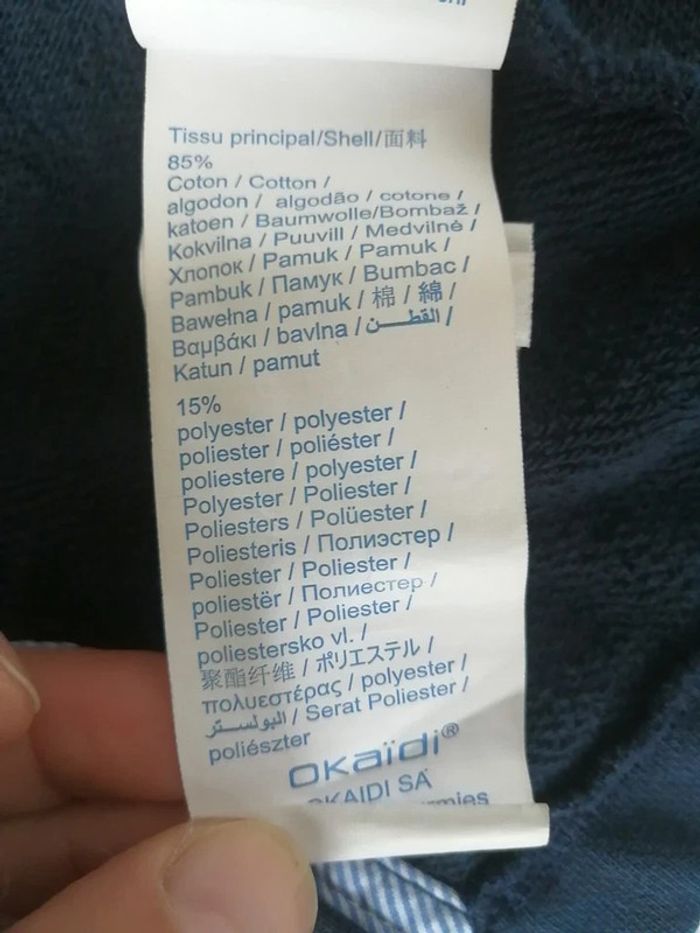 Tissu principal/Shell/面料
85%
Coton / Cotton /
algodon / algodão / cotone /
katoen / Baumwolle/Bombaž /
Kokvilna / Puuvill / Medvilnė /
Хлопок / Pamuk / Pamuk /
Pambuk / Памук / Bumbac /
Bawełna / pamuk / 棉 / 綿 /
Βαμβάκι / bavlna / القطن /
Katun / pamut
15%
polyester / polyester /
poliester / poliéster /
poliestere / polyester /
Polyester / Poliester /
Poliesters / Polüester /
Poliesteris / Полиэстер /
Poliester / Poliester /
poliestër / Полиестер /
Poliester / Poliester /
poliestersko vl. /
聚酯纤维 / ポリエステル /
πολυεστέρας / polyester /
البولستر / Serat Poliester /
poliészter
okaïdi®
OKAIDI SA